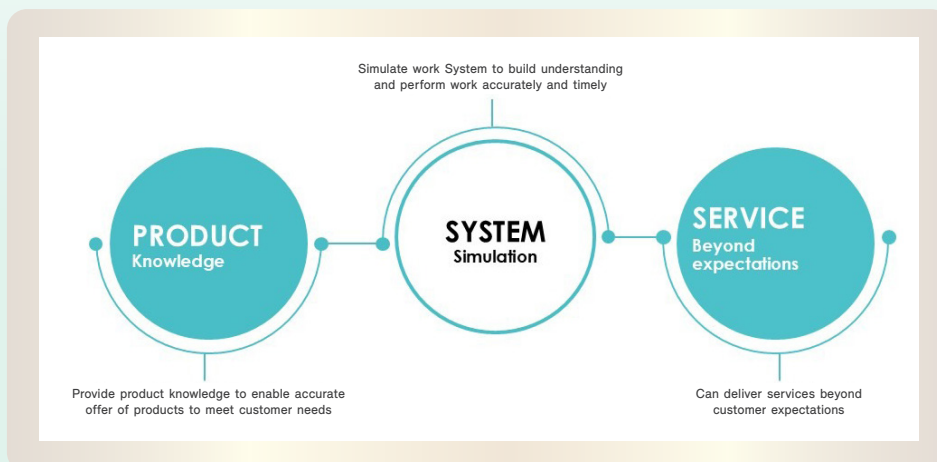 Simulate work System to build understanding
and perform work accurately and timely
PRODUCT
Knowledge
SYSTEM
Simulation
SERVICE
Beyond
expectations
Provide product knowledge to enable accurate
offer of products to meet customer needs
Can deliver services beyond
customer expectations